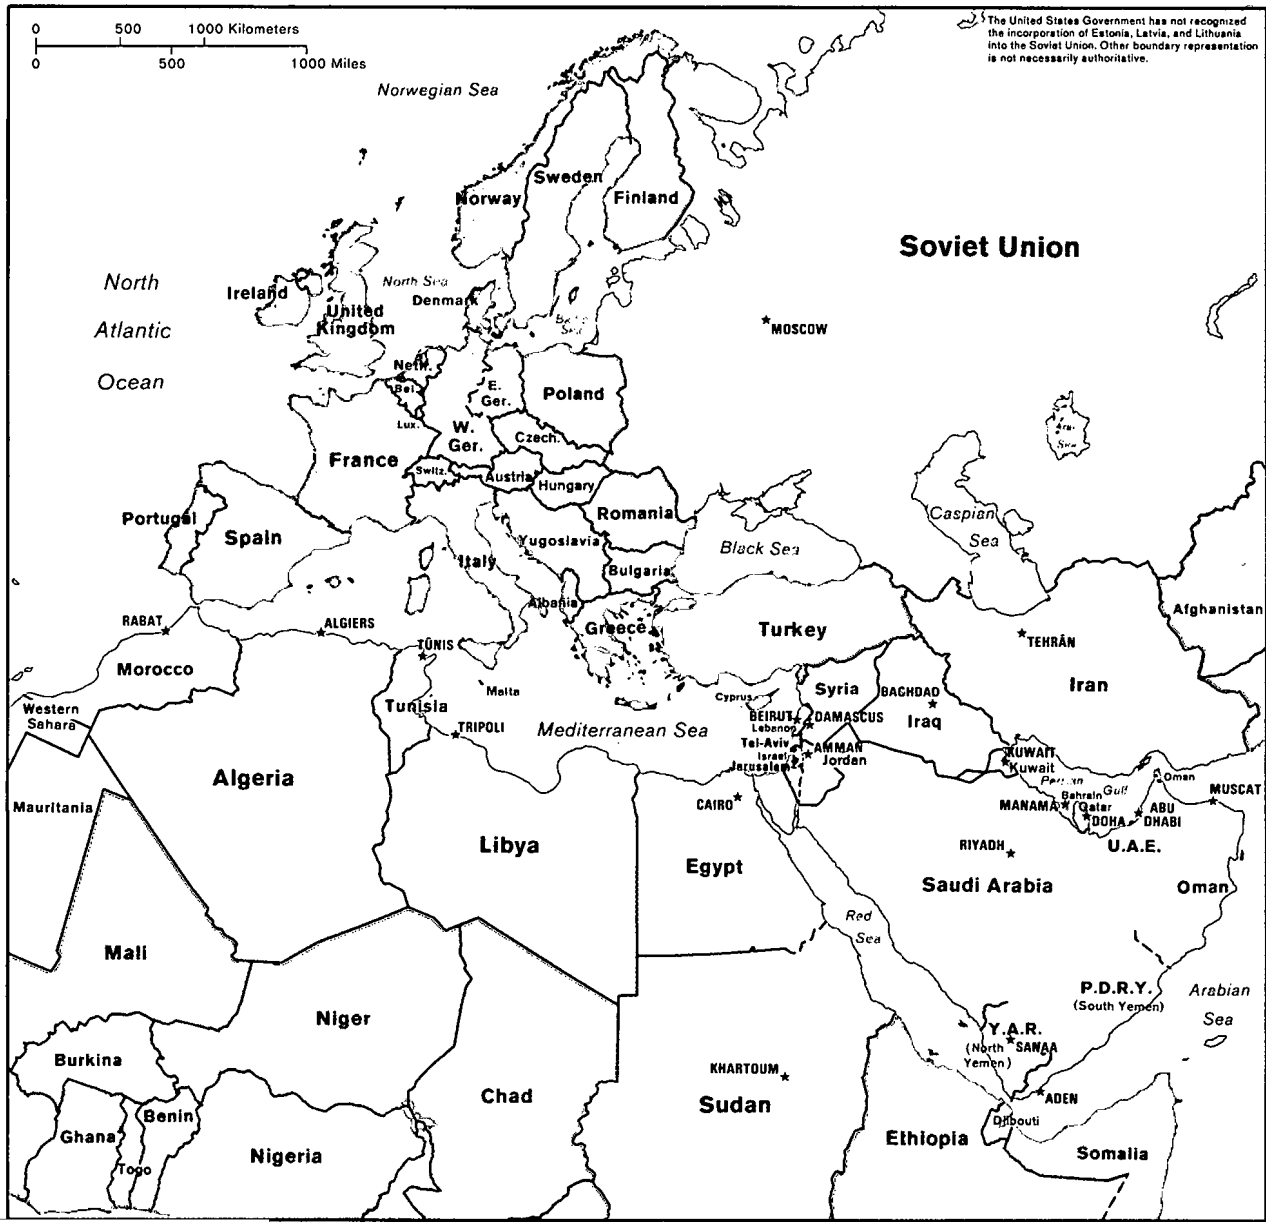 0 500 1000 Kilometers
0 500 1000 Miles
The United States Government has not recognized
the incorporation of Estonia, Latvia, and Lithuania
into the Soviet Union. Other boundary representation
is not necessarily authoritative.
Norwegian Sea
Sweden
Norway
Finland
Soviet Union
North
Atlantic
Ocean
North Sea
Ireland
Denmark
United
Kingdom
Sea
MOSCOW
Neth.
Bel.
Lux.
E.
Ger.
W.
Ger.
Poland
Czech.
France
Switz.
Austria
Hungary
Romania
Portugal
Spain
Italy
Yugoslavia
Bulgaria
Albania
Greece
Black Sea
Caspian
Sea
Aral
Sea
Afghanistan
Turkey
TEHRÂN
Iran
RABAT
ALGIERS
TÛNIS
Morocco
Western
Sahara
Tunisia
Malta
TRIPOLI
Mediterranean Sea
Cyprus
Syria
BAGHDAD
Iraq
BEIRUT
DAMASCUS
Lebanon
Tel-Aviv
Israel
Jerusalem
AMMAN
Jordan
KUWAIT
Kuwait
Persian
Gulf
Oman
Bahrain
MANAMA
Qatar
DOHA
ABU
DHABI
MUSCAT
U.A.E.
Algeria
Mauritania
Libya
CAIRO
Egypt
RIYADH
Saudi Arabia
Oman
Red
Sea
Mali
Niger
P.D.R.Y.
(South Yemen)
Arabian
Sea
Y.A.R.
(North
Yemen)
SANAA
Burkina
Chad
KHARTOUM
Sudan
ADEN
Djibouti
Benin
Ghana
Togo
Nigeria
Ethiopia
Somalia